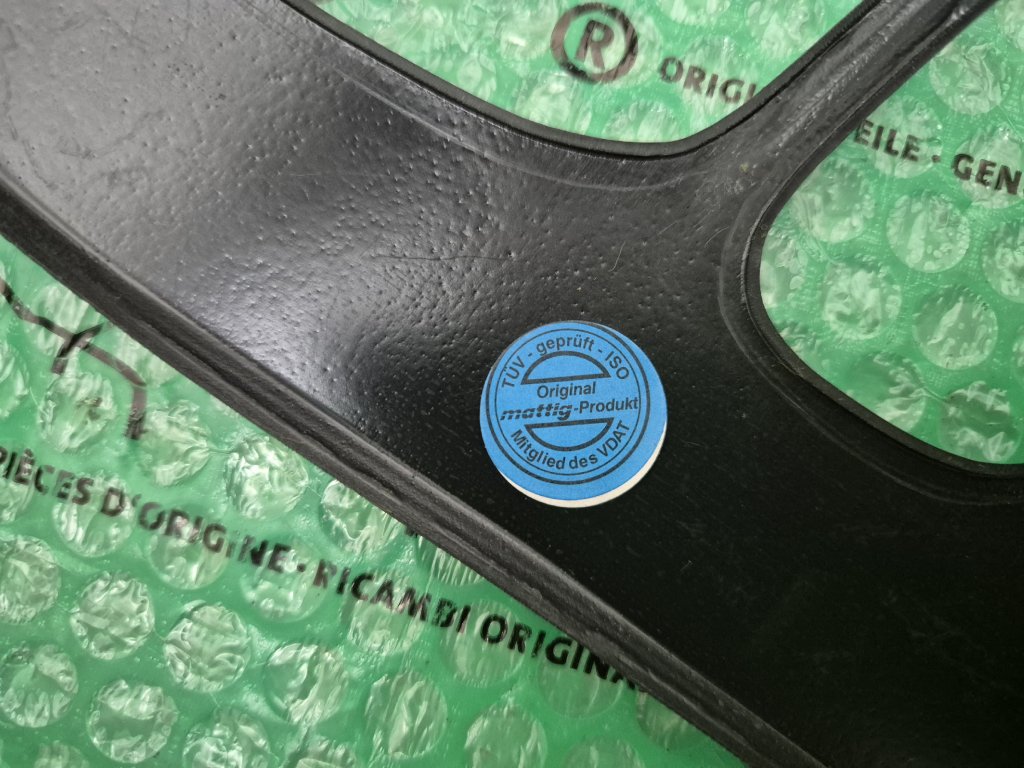 ®
ORIGI
EILE · GEN
TÜV - geprüft - ISO
Original
mattig-Produkt
Mitglied des VDAT
PIÈCES D'ORIGINE · RICAMBI ORIGINA